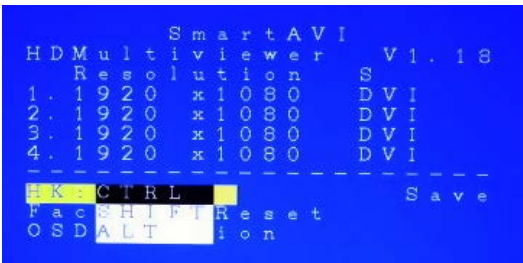 SmartAVI
HDMultiviewer V1.18
Resolution S
1. 1920 x1080 DVI
2. 1920 x1080 DVI
3. 1920 x1080 DVI
4. 1920 x1080 DVI
HK: CTRL Save
Fac SHIFT Reset
OSD ALT ion